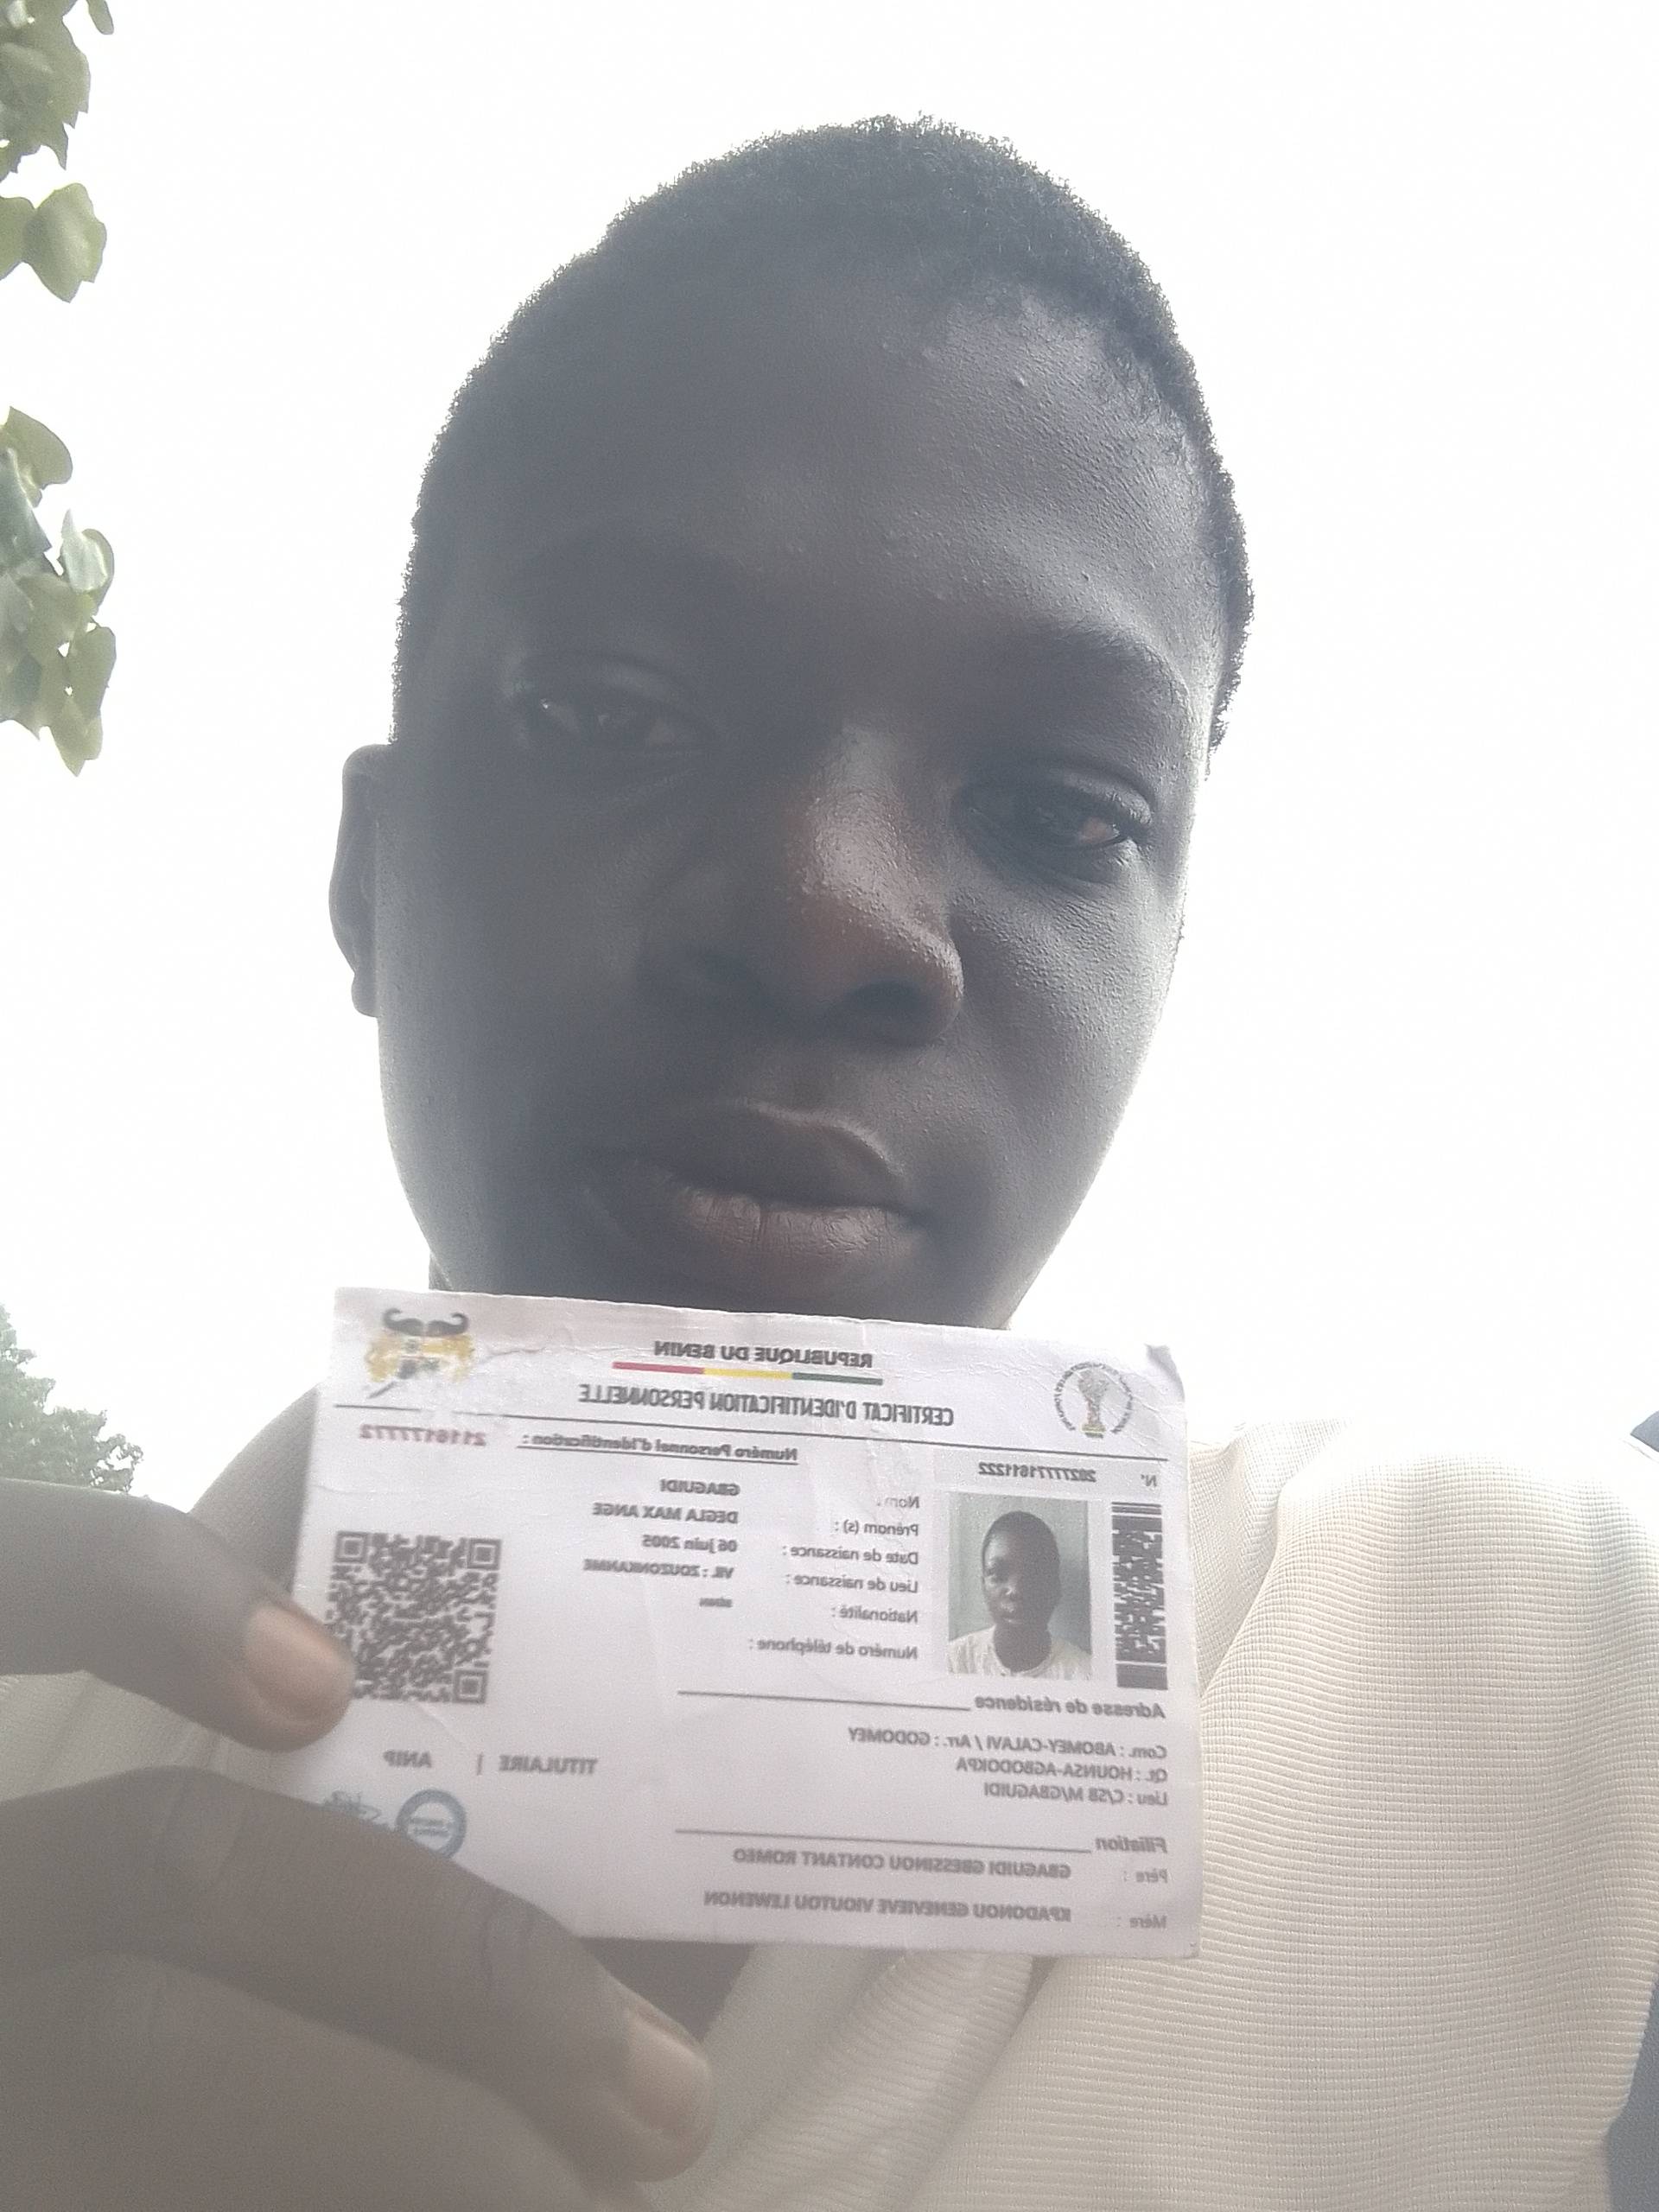 REPUBLIQUE DU BENIN
CERTIFICAT D'IDENTIFICATION PERSONNELLE
Numéro Personnel d'Identification : 2116177772
N° 2027771611222
Nom : GBAGUIDI
Prénom (s) : DEGLA MAX ANGE
Date de naissance : 06 juin 2005
Lieu de naissance : Vil. : ZOUZONKANME
Nationalité : BENIN
Numéro de téléphone :
Adresse de résidence
Com. : ABOMEY-CALAVI / Arr. : GODOMEY
Qt. : HOUNSA-AGBODOKPA
Lieu : C/SB M/GBAGUIDI
TITULAIRE | ANIP
Filiation
Père : GBAGUIDI GBESSINOU CONTANT ROMEO
Mère : KPADONOU GENEVIEVE VIOUTOU LEWENON